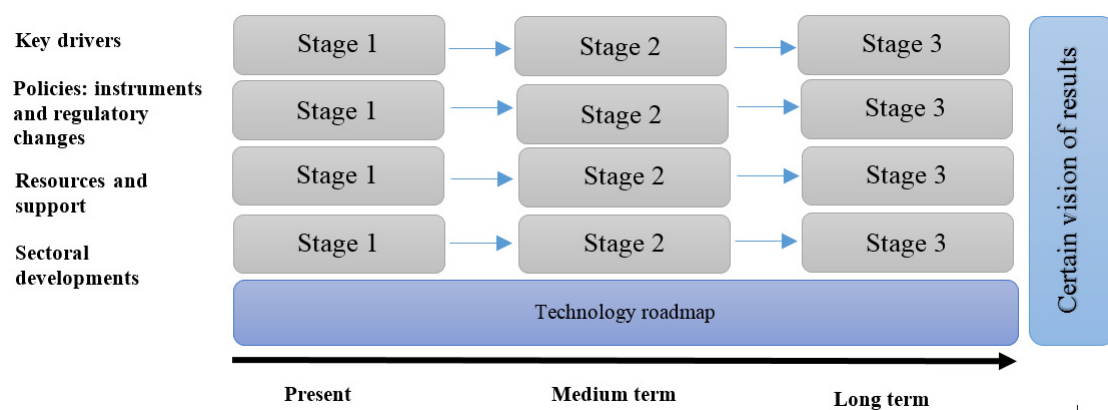 Key drivers
Stage 1
Stage 2
Stage 3
Policies: instruments
and regulatory
changes
Stage 1
Stage 2
Stage 3
Resources and
support
Stage 1
Stage 2
Stage 3
Sectoral
developments
Stage 1
Stage 2
Stage 3
Technology roadmap
Certain vision of results
Present
Medium term
Long term